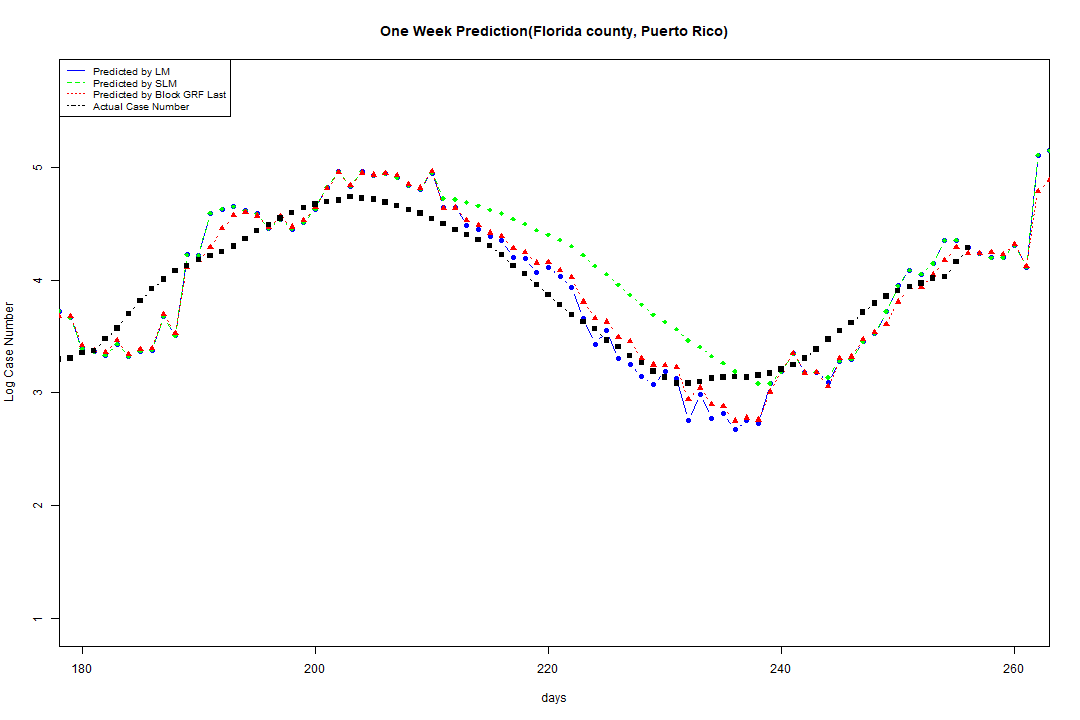 One Week Prediction(Florida county, Puerto Rico)
Predicted by LM
Predicted by SLM
Predicted by Block GRF Last
Actual Case Number
5
4
3
2
1
Log Case Number
180 200 220 240 260
days